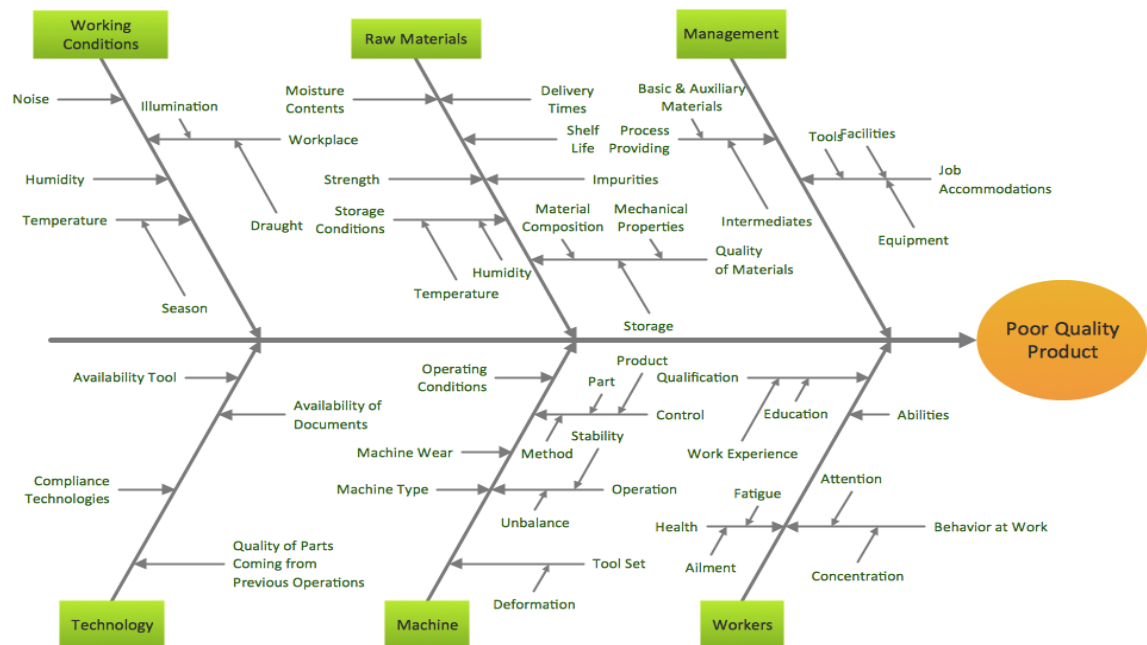 Working
Conditions
Raw Materials
Management
Noise
Illumination
Workplace
Humidity
Temperature
Draught
Season
Moisture
Contents
Delivery
Times
Shelf
Life
Strength
Impurities
Storage
Conditions
Humidity
Temperature
Material
Composition
Mechanical
Properties
Quality
of Materials
Storage
Basic & Auxiliary
Materials
Process
Providing
Intermediates
Tools
Facilities
Job
Accommodations
Equipment
Poor Quality
Product
Availability Tool
Availability of
Documents
Compliance
Technologies
Quality of Parts
Coming from
Previous Operations
Technology
Operating
Conditions
Product
Part
Control
Method
Machine Wear
Stability
Machine Type
Operation
Unbalance
Tool Set
Deformation
Machine
Qualification
Education
Work Experience
Abilities
Attention
Fatigue
Health
Behavior at Work
Ailment
Concentration
Workers